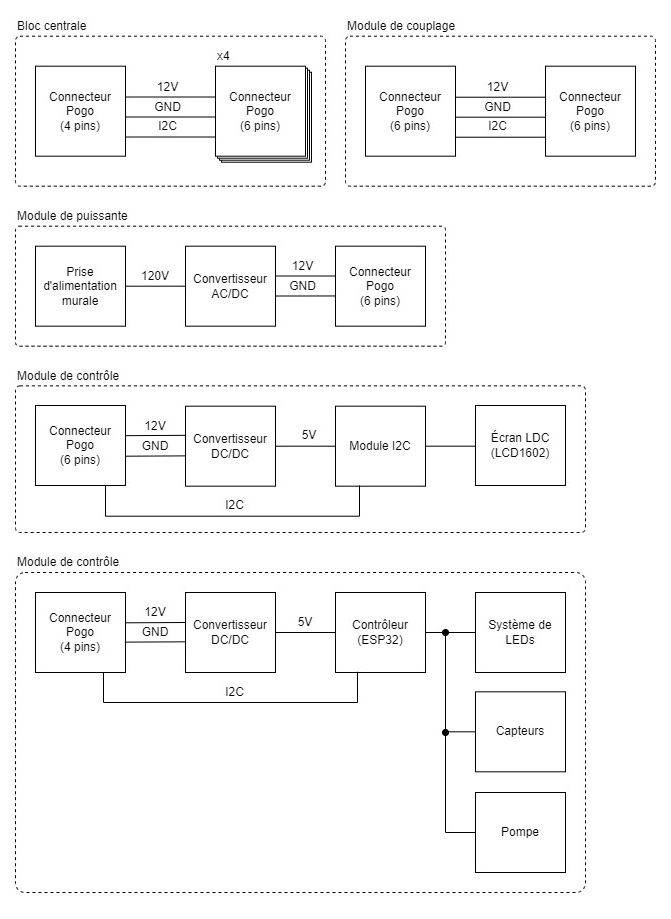 Bloc centrale
x4
Connecteur
Pogo
(4 pins)
12V
GND
I2C
Connecteur
Pogo
(6 pins)
Module de couplage
Connecteur
Pogo
(6 pins)
12V
GND
I2C
Connecteur
Pogo
(6 pins)
Module de puissante
Prise
d'alimentation
murale
120V
Convertisseur
AC/DC
12V
GND
Connecteur
Pogo
(6 pins)
Module de contrôle
Connecteur
Pogo
(6 pins)
12V
GND
Convertisseur
DC/DC
5V
Module I2C
Écran LDC
(LCD1602)
I2C
Module de contrôle
Connecteur
Pogo
(4 pins)
12V
GND
Convertisseur
DC/DC
5V
Contrôleur
(ESP32)
Système de
LEDs
I2C
Capteurs
Pompe